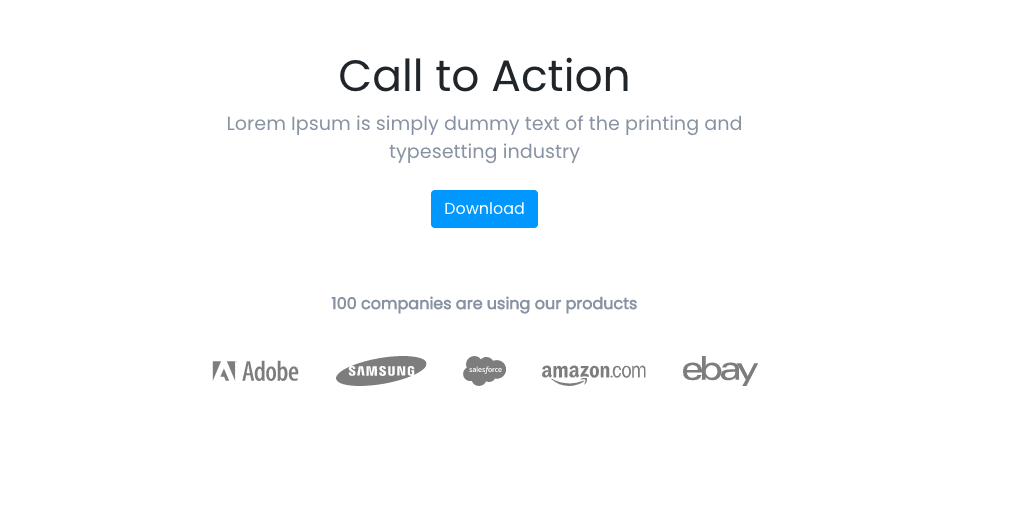 Call to Action
Lorem Ipsum is simply dummy text of the printing and
typesetting industry
Download
100 companies are using our products
Adobe SAMSUNG salesforce amazon.com ebay